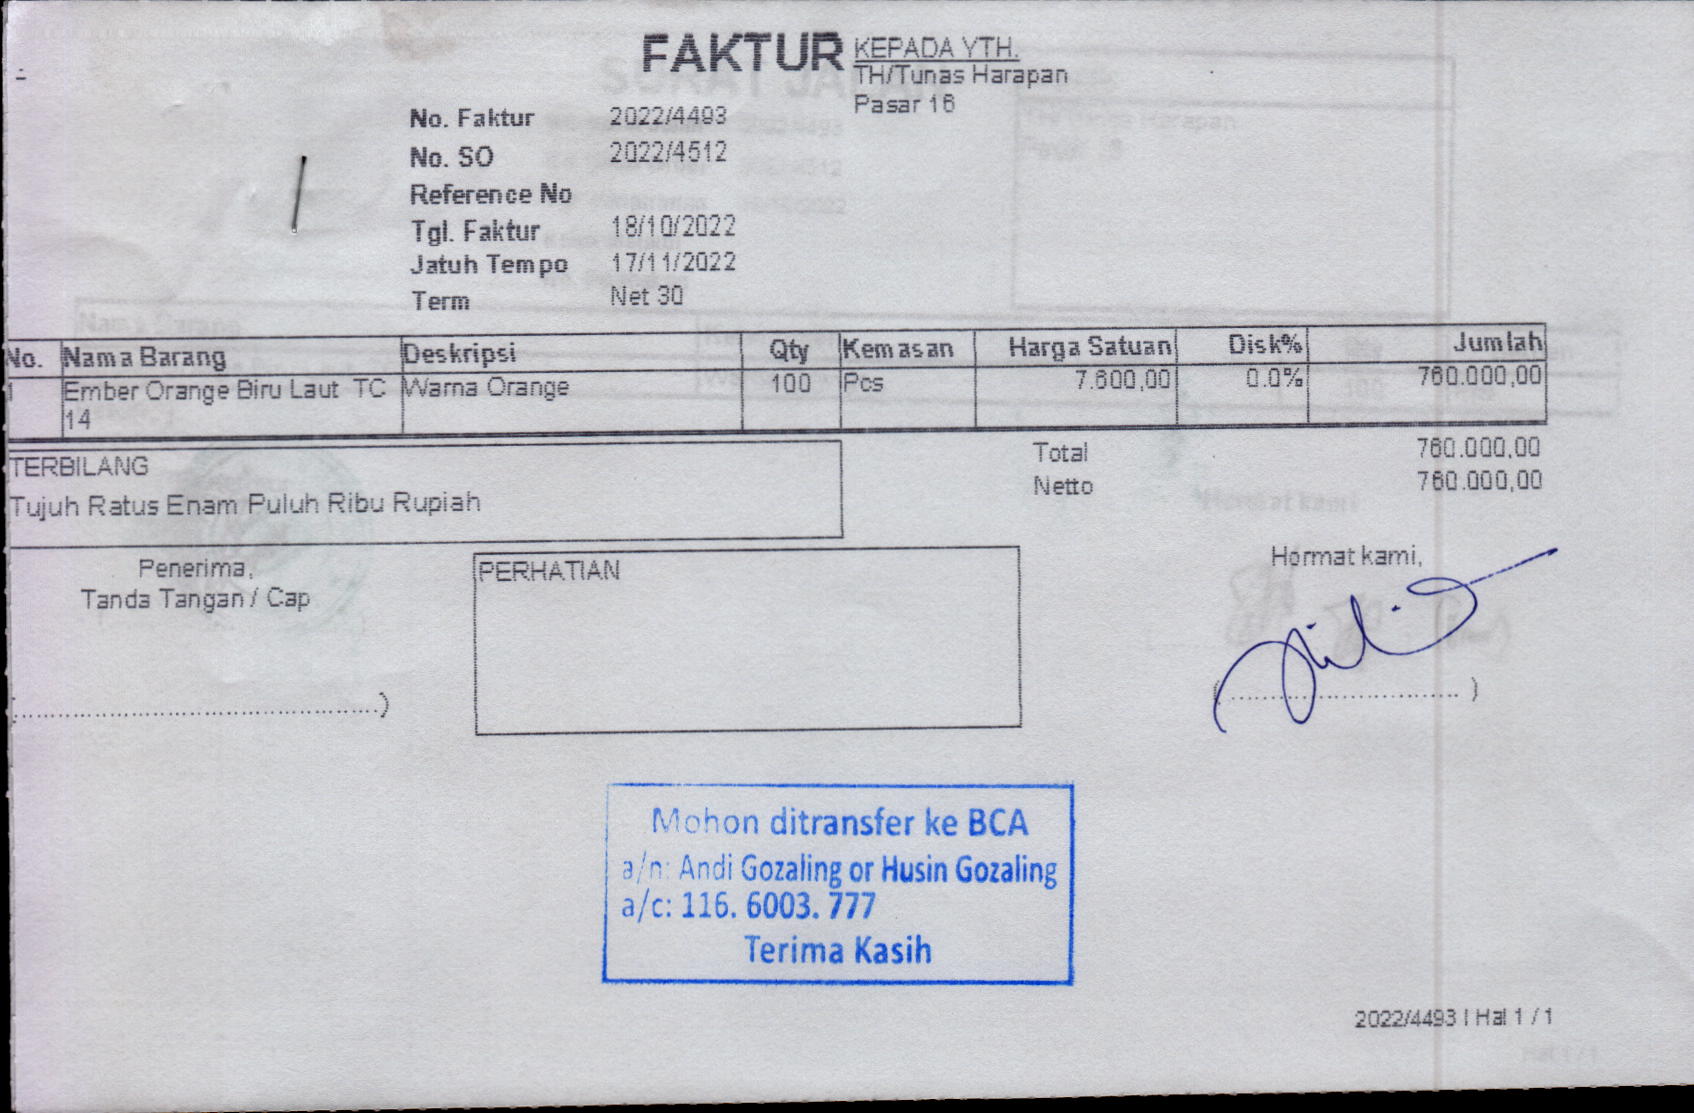 FAKTUR
KEPADA YTH.
TH/Tunas Harapan
Pasar 16
No. Faktur 2022/4493
No. SO 2022/4512
Reference No
Tgl. Faktur 18/10/2022
Jatuh Tempo 17/11/2022
Term Net 30
No. Nama Barang Deskripsi Qty Kemasan Harga Satuan Disk% Jumlah
1 Ember Orange Biru Laut TC Warna Orange 100 Pcs 7.600,00 0.0% 760.000,00
14
Total 760.000,00
Netto 760.000,00
TERBILANG
Tujuh Ratus Enam Puluh Ribu Rupiah
Penerima,
Tanda Tangan / Cap
PERHATIAN
Hormat kami,
Mohon ditransfer ke BCA
a/n: Andi Gozaling or Husin Gozaling
a/c: 116. 6003. 777
Terima Kasih
2022/4493 | Hal 1 / 1